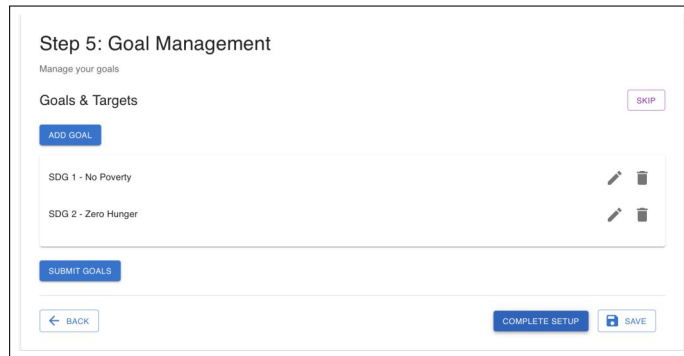 Step 5: Goal Management
Manage your goals
Goals & Targets
SKIP
ADD GOAL
SDG 1 - No Poverty
SDG 2 - Zero Hunger
SUBMIT GOALS
BACK
COMPLETE SETUP
SAVE